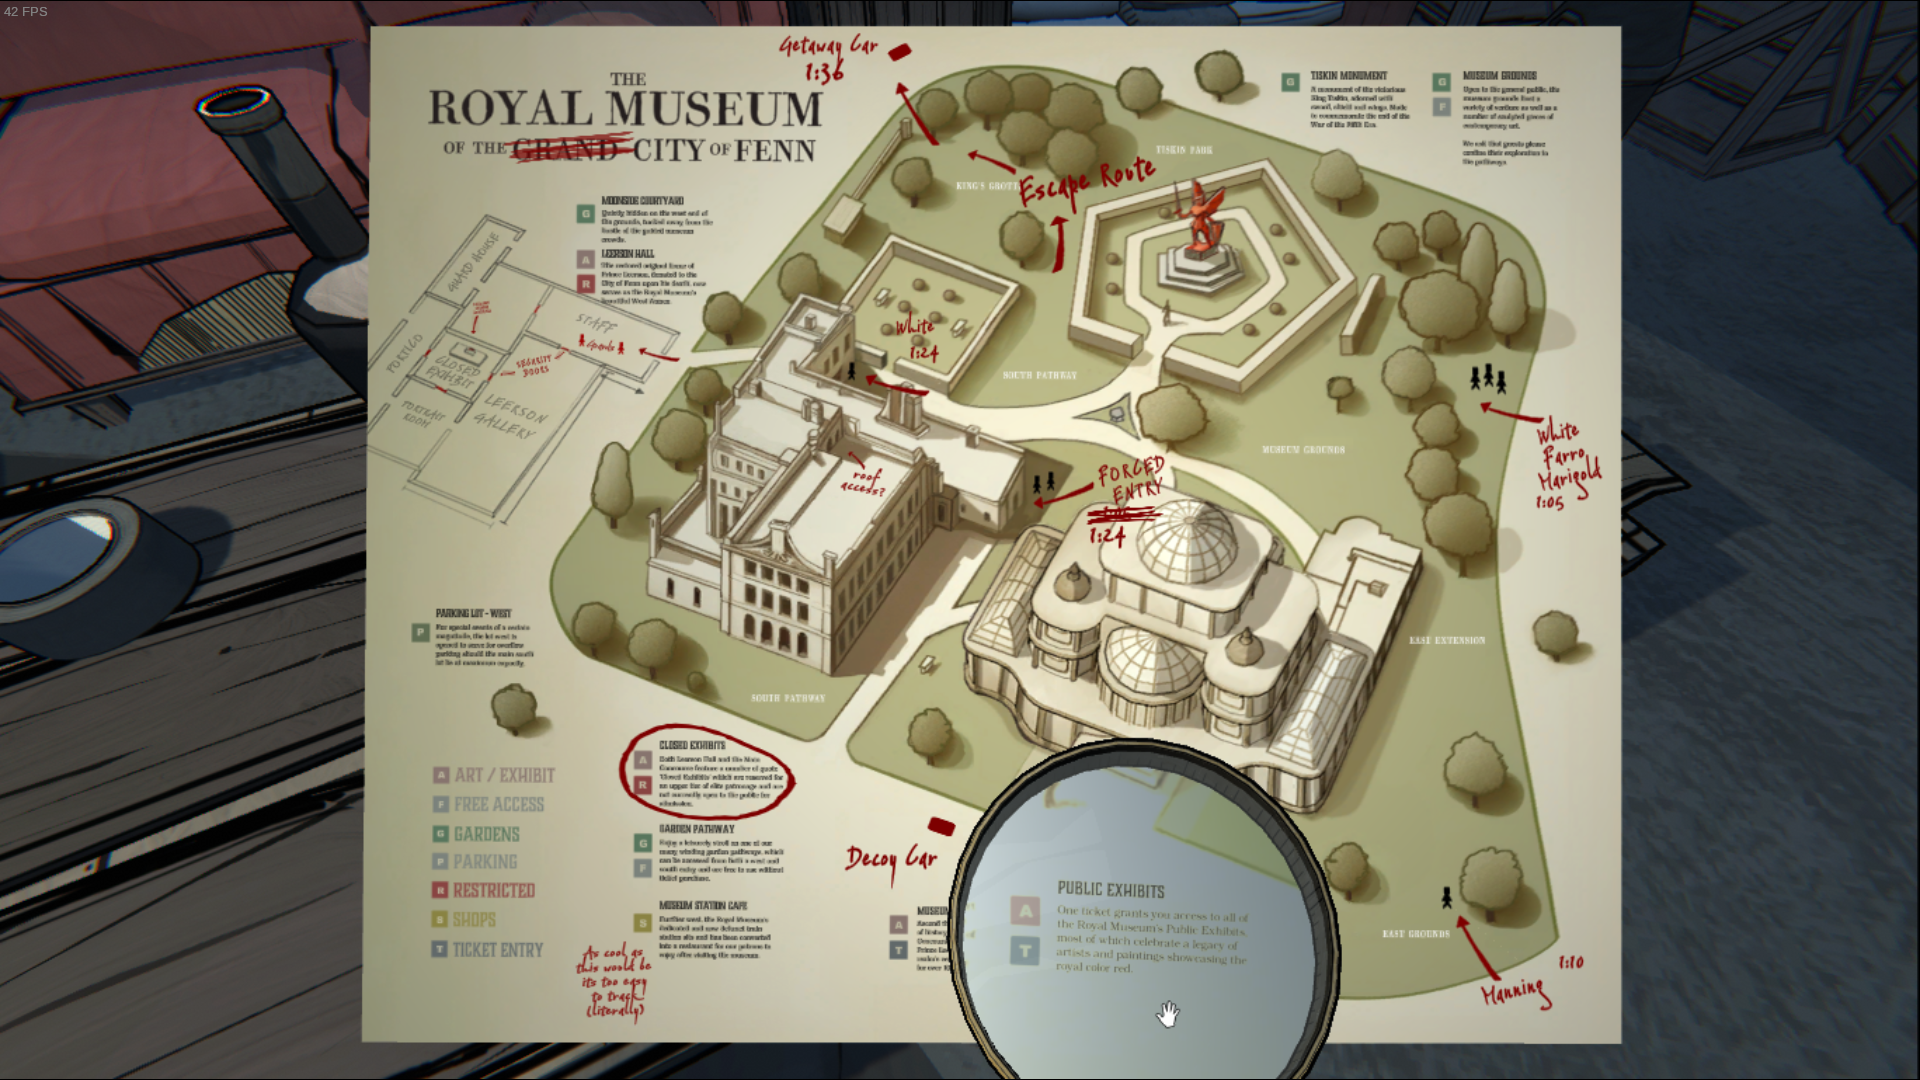 42 FPS
Getaway Car
1:36
THE
ROYAL MUSEUM
OF THE GRAND CITY OF FENN
G
TISKIN MONUMENT
A monument of the victorious
King Tiskin, adorned with
sword, shield and wings. Made
to commemorate the end of the
War of the Fifth Era.
G
F
MUSEUM GROUNDS
Open to the general public, the
museum grounds host a
variety of venues as well as a
number of sculpted pieces of
contemporary art.
We ask that guests please
confine their exploration to
the pathways
TISKIN PARK
KING'S GROTT
Escape Route
G
MOONSIDE COURTYARD
Quietly hidden on the west end of
the grounds, tucked away from the
bustle of the guided museum
crowds.
A
R
LEERSON HALL
The restored original home of
Prince Leerson, donated to the
City of Fenn upon his death, now
serves as the Royal Museum's
beautiful West Annex
GUARD HOUSE
STAFF
Guards
PORTICO
CLOSED
EXHIBIT
SECURITY
DOORS
PORTRAIT
ROOM
LEERSON
GALLERY
White
1:24
SOUTH PATHWAY
MUSEUM GROUNDS
White
Parro
Marigold
1:05
roof
access?
FORCED
ENTRY
1:24
EAST EXTENSION
P
PARKING LOT - WEST
For special events of a certain
magnitude, the lot west is
opened to serve for overflow
parking should the main south
lot be at maximum capacity.
SOUTH PATHWAY
A
R
CLOSED EXHIBITS
Both Leerson Hall and the Main
Commons feature a number of quote
'Closed Exhibits' which are reserved for
an upper tier of elite patronage and are
not currently open to the public for
admission.
G
F
GARDEN PATHWAY
Enjoy a leisurely stroll on one of our
many winding garden pathways, which
can be accessed from both a west and
south entry and are free to use without
ticket purchase.
S
MUSEUM STATION CAFE
Further west, the Royal Museum's
dedicated and now defunct train
station site and has been converted
into a restaurant for our patrons to
enjoy after visiting the museum.
A ART / EXHIBIT
F FREE ACCESS
G GARDENS
P PARKING
R RESTRICTED
S SHOPS
T TICKET ENTRY
As cool as
this would be
its too easy
to track
(literally)
Decoy Car
A
T
MUSEUM
A
T
PUBLIC EXHIBITS
One ticket grants you access to all of
the Royal Museum's Public Exhibits,
most of which celebrate a legacy of
artists and paintings showcasing the
royal color red.
EAST GROUNDS
1:10
Manning